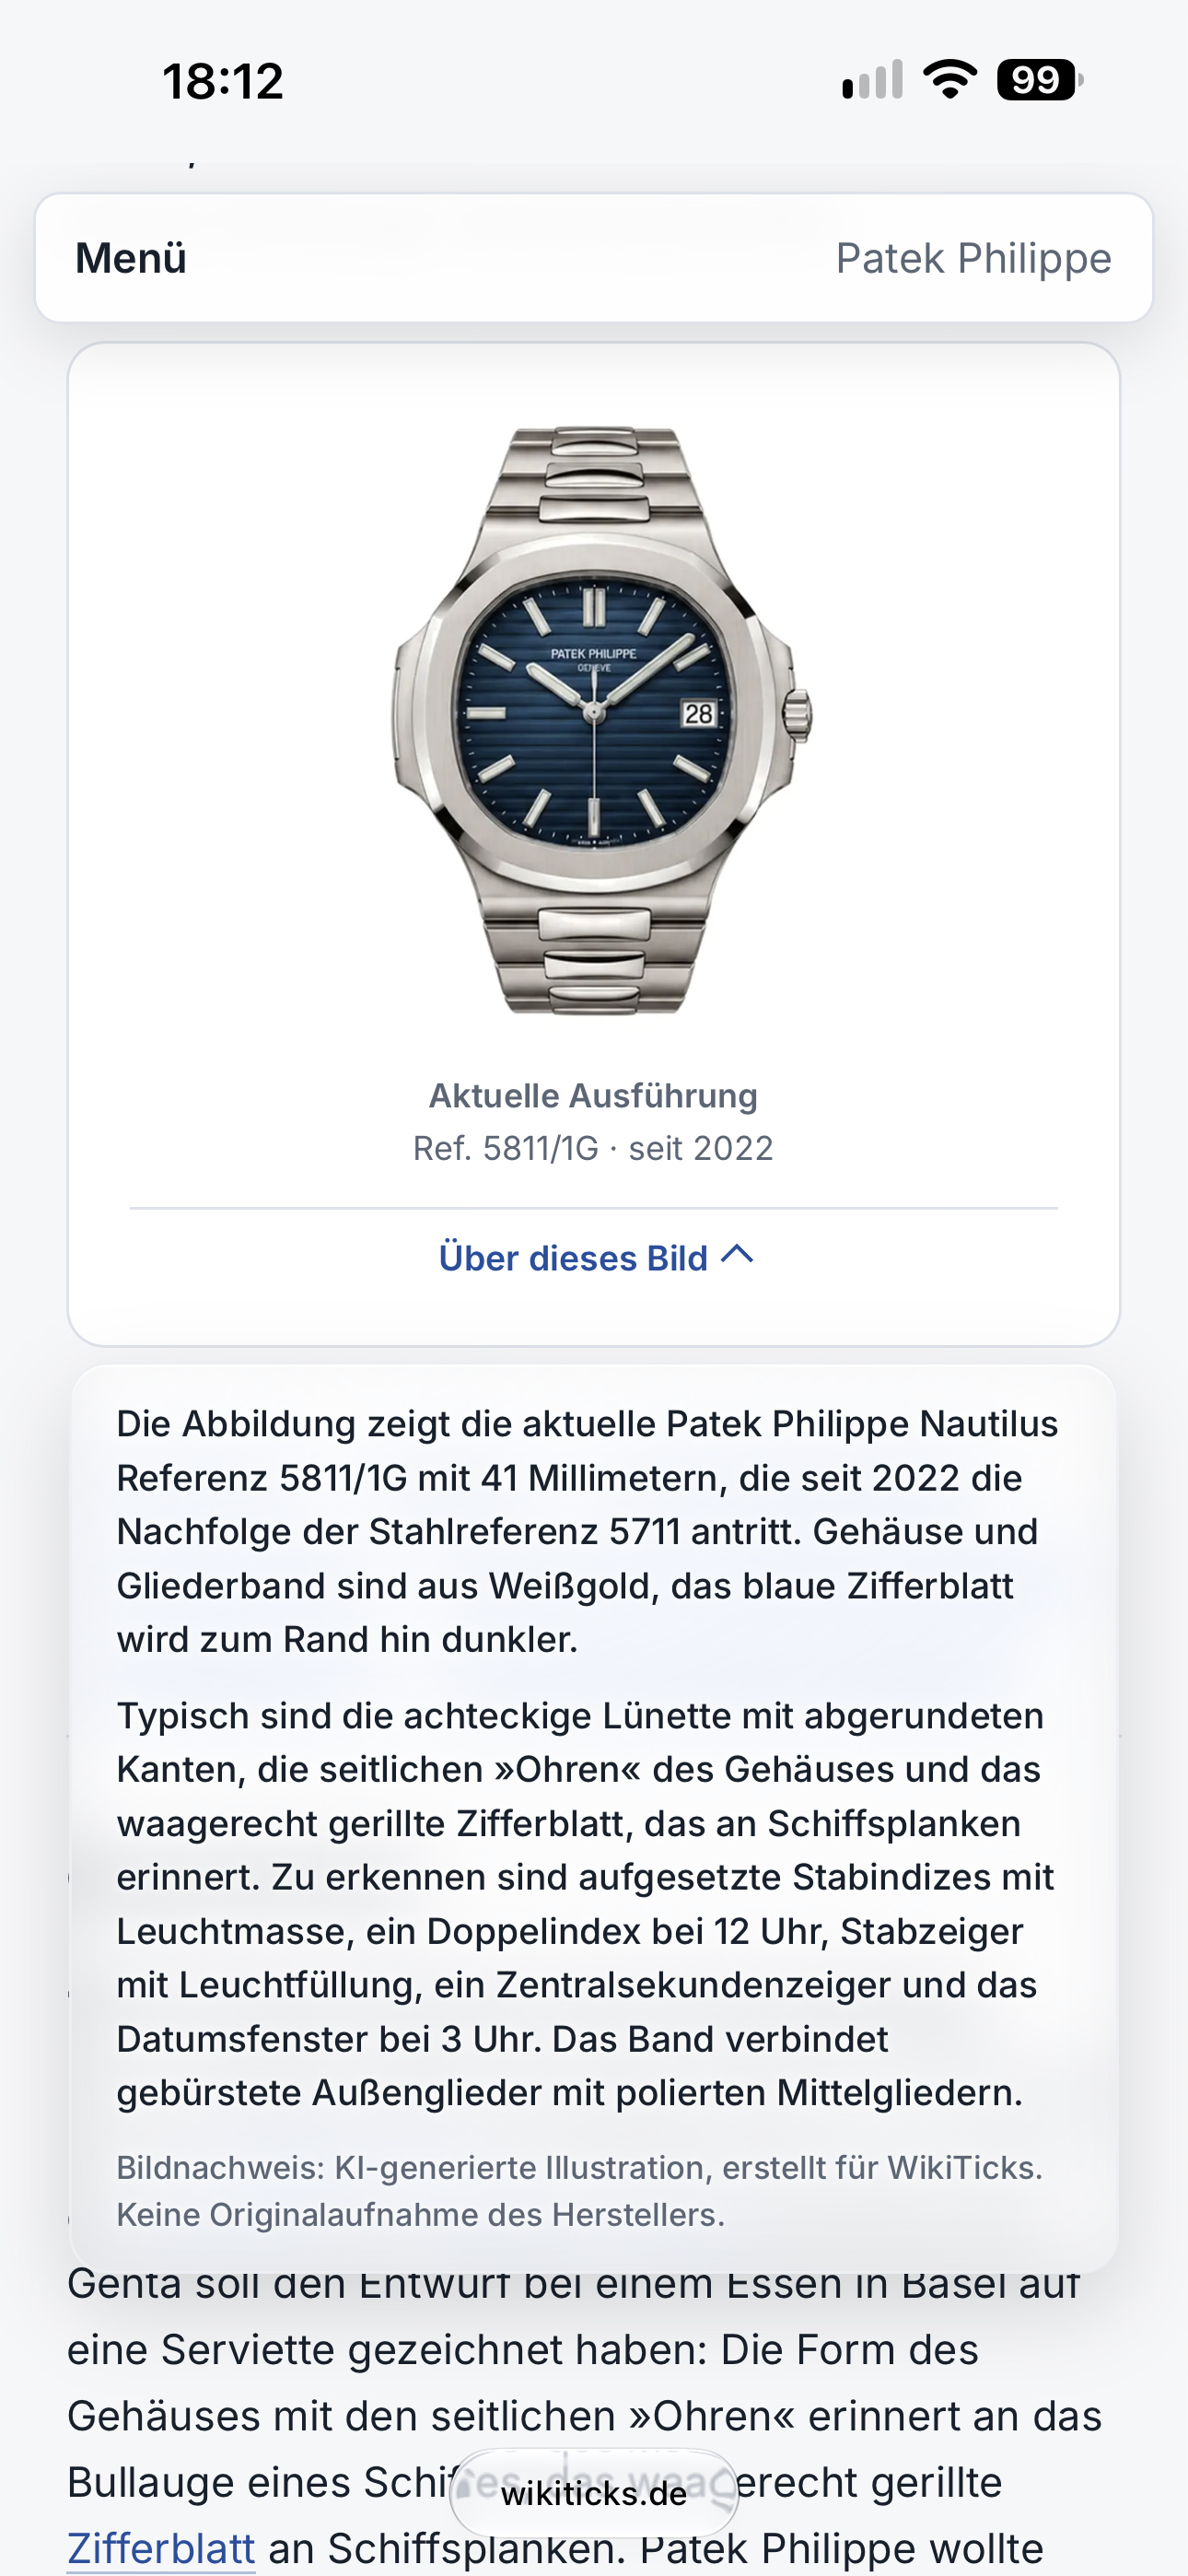 18:12
99
Menü
Patek Philippe
PATEK PHILIPPE
GENEVE
28
Aktuelle Ausführung
Ref. 5811/1G · seit 2022
Über dieses Bild
Die Abbildung zeigt die aktuelle Patek Philippe Nautilus
Referenz 5811/1G mit 41 Millimetern, die seit 2022 die
Nachfolge der Stahlreferenz 5711 antritt. Gehäuse und
Gliederband sind aus Weißgold, das blaue Zifferblatt
wird zum Rand hin dunkler.
Typisch sind die achteckige Lünette mit abgerundeten
Kanten, die seitlichen »Ohren« des Gehäuses und das
waagerecht gerillte Zifferblatt, das an Schiffsplanken
erinnert. Zu erkennen sind aufgesetzte Stabindizes mit
Leuchtmasse, ein Doppelindex bei 12 Uhr, Stabzeiger
mit Leuchtfüllung, ein Zentralsekundenzeiger und das
Datumsfenster bei 3 Uhr. Das Band verbindet
gebürstete Außenglieder mit polierten Mittelgliedern.
Bildnachweis: KI-generierte Illustration, erstellt für WikiTicks.
Keine Originalaufnahme des Herstellers.
Genta soll den Entwurf bei einem Essen in Basel auf
eine Serviette gezeichnet haben: Die Form des
Gehäuses mit den seitlichen »Ohren« erinnert an das
Bullauge eines Schiffes, das waagerecht gerillte
wikiticks.de
Zifferblatt an Schiffsplanken. Patek Philippe wollte